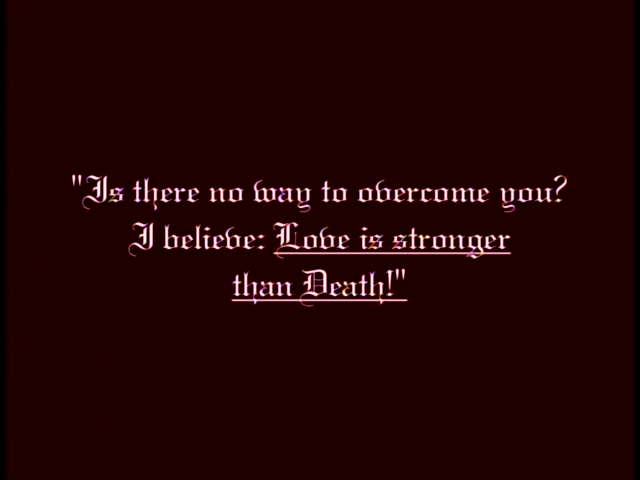 "Is there no way to overcome you?
I believe: Love is stronger
than Death!"